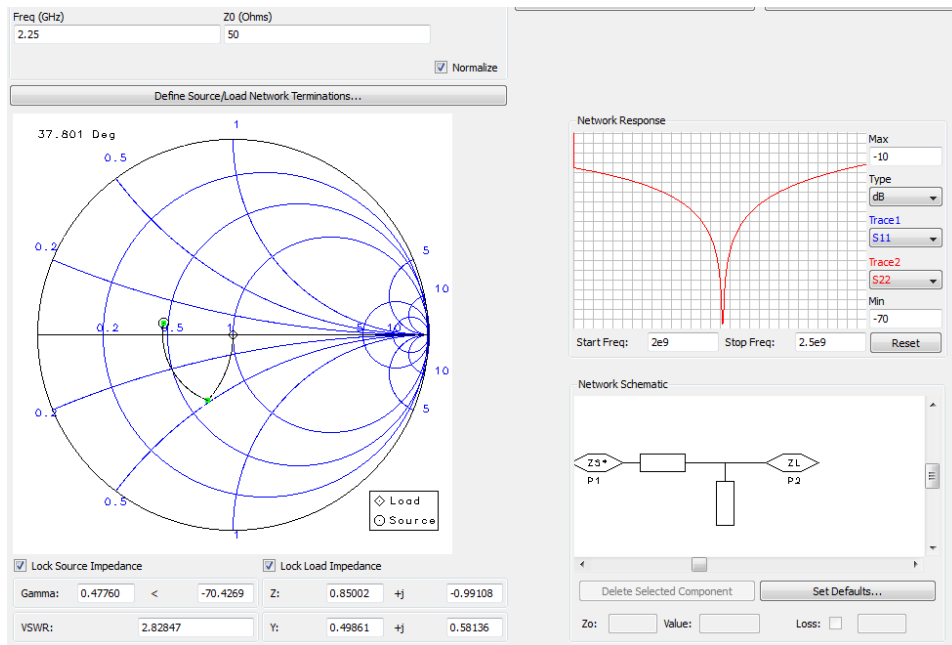 Freq (GHz) Z0 (Ohms)
2.25 50
Normalize
Define Source/Load Network Terminations...
37.801 Deg
1
0.5
0.2
5
10
0.2 0.5 1 5 10
10
5
0.2
0.5
1
Load
Source
Lock Source Impedance Lock Load Impedance
Gamma: 0.47760 < -70.4269 Z: 0.85002 +j -0.99108
VSWR: 2.82847 Y: 0.49861 +j 0.58136
Network Response
Max
-10
Type
dB
Trace1
S11
Trace2
S22
Min
-70
Start Freq: 2e9 Stop Freq: 2.5e9 Reset
Network Schematic
ZS* ZL
P1 P2
Delete Selected Component Set Defaults...
Zo: Value: Loss: